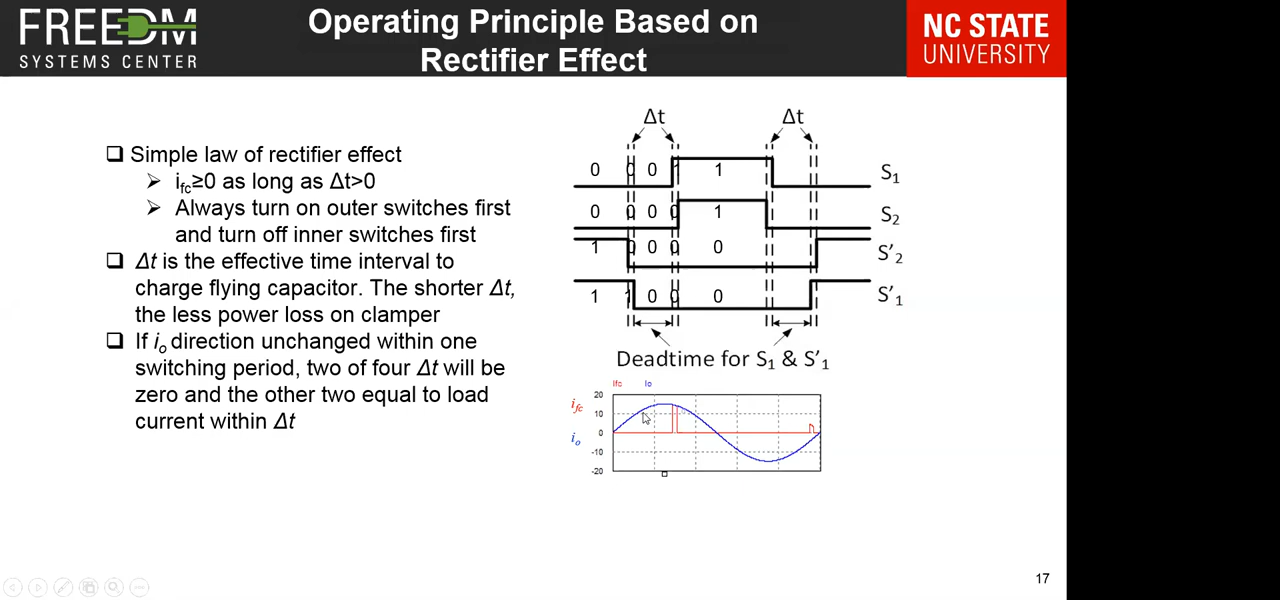 FREEDM
SYSTEMS CENTER
Operating Principle Based on
Rectifier Effect
NC STATE
UNIVERSITY
❑ Simple law of rectifier effect
➢ ifc≥0 as long as Δt>0
➢ Always turn on outer switches first
and turn off inner switches first
❑ Δt is the effective time interval to
charge flying capacitor. The shorter Δt,
the less power loss on clamper
❑ If io direction unchanged within one
switching period, two of four Δt will be
zero and the other two equal to load
current within Δt
Δt Δt
0 0 0 1 1 S1
0 0 0 0 1 S2
1 0 0 0 0 S'2
1 1 0 0 0 S'1
Deadtime for S1 & S'1
Ifc Io
ifc
io
20
10
0
-10
-20
17